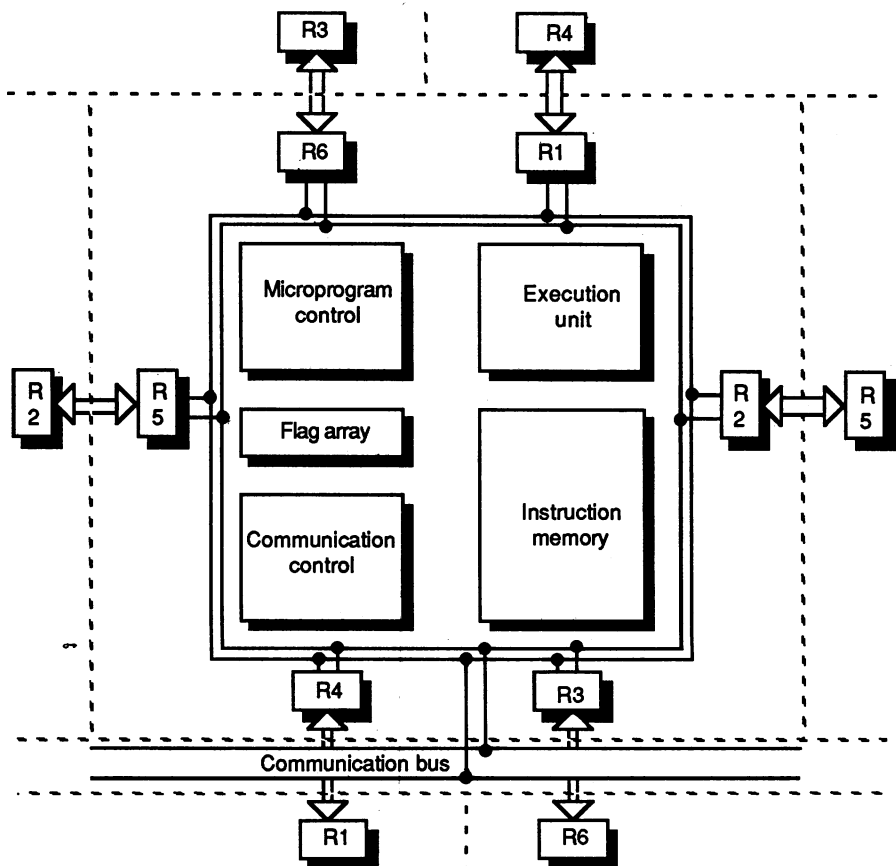 R3
R4
R6
R1
Microprogram
control
Execution
unit
R
2
R
5
R
2
R
5
Flag array
Communication
control
Instruction
memory
R4
R3
Communication bus
R1
R6